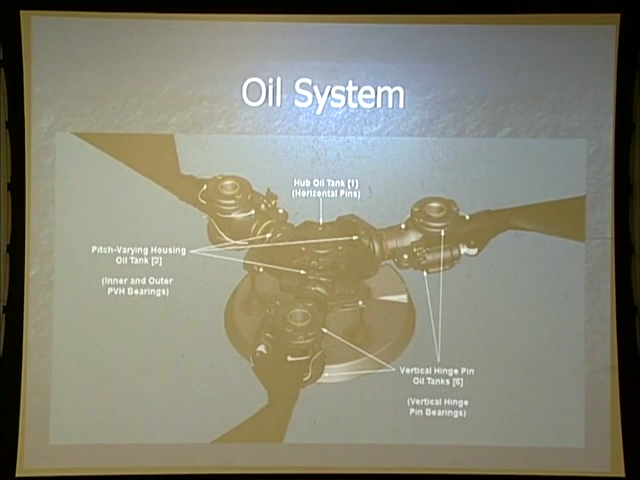 Oil System
Hub Oil Tank [1]
(Horizontal Pins)
Pitch-Varying Housing
Oil Tank [3]
(Inner and Outer
PVH Bearings)
Vertical Hinge Pin
Oil Tanks [6]
(Vertical Hinge
Pin Bearings)